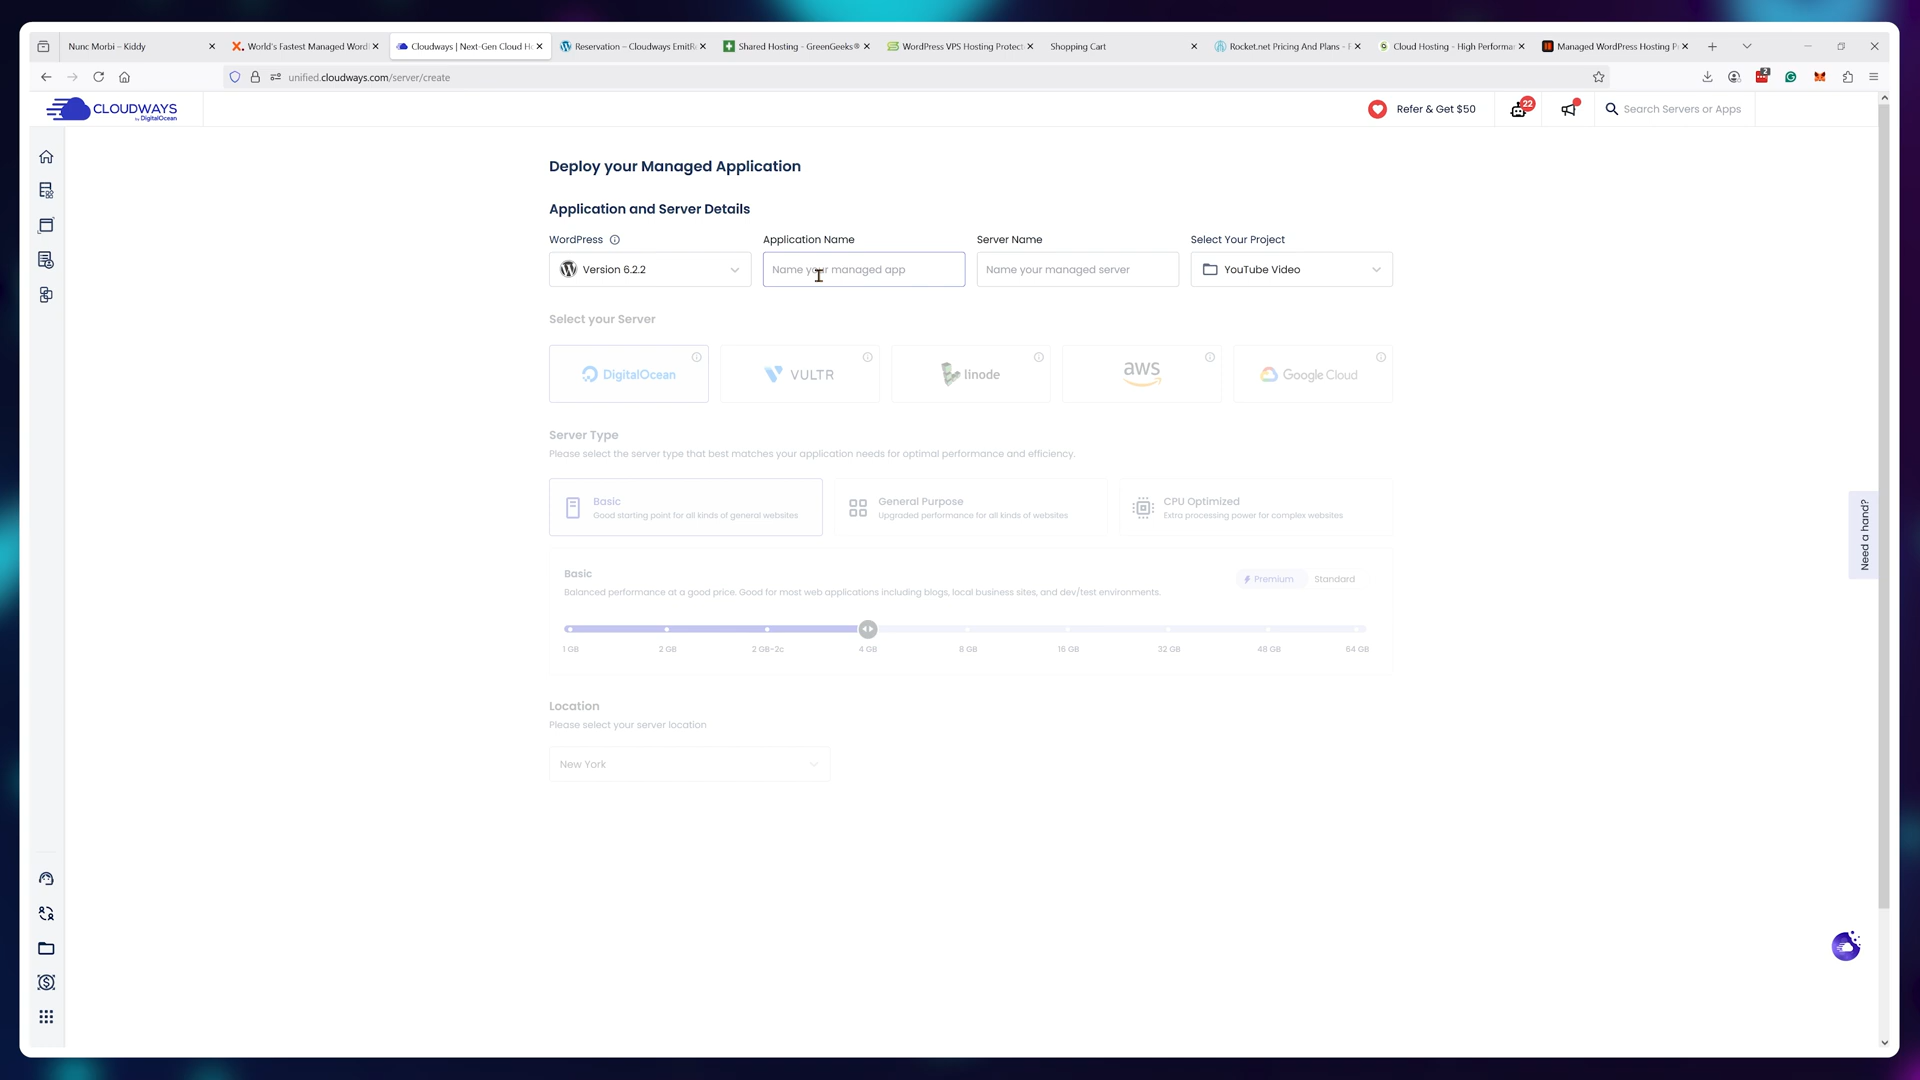 Nunc Morbi – Kiddy
World's Fastest Managed Word
Cloudways | Next-Gen Cloud H
Reservation – Cloudways EmitR
Shared Hosting - GreenGeeks®
WordPress VPS Hosting Protect
Shopping Cart
Rocket.net Pricing And Plans -
Cloud Hosting - High Performa
Managed WordPress Hosting P
unified.cloudways.com/server/create
2
CLOUDWAYS
by DigitalOcean
Refer & Get $50
22
Search Servers or Apps
Deploy your Managed Application
Application and Server Details
WordPress
Application Name
Server Name
Select Your Project
Version 6.2.2
Name your managed app
Name your managed server
YouTube Video
Select your Server
DigitalOcean
VULTR
linode
aws
Google Cloud
Server Type
Please select the server type that best matches your application needs for optimal performance and efficiency.
Basic
Good starting point for all kinds of general websites
General Purpose
Upgraded performance for all kinds of websites
CPU Optimized
Extra processing power for complex websites
Need a hand?
Basic
Premium
Standard
Balanced performance at a good price. Good for most web applications including blogs, local business sites, and dev/test environments.
1 GB
2 GB
2 GB-2c
4 GB
8 GB
16 GB
32 GB
48 GB
64 GB
Location
Please select your server location
New York